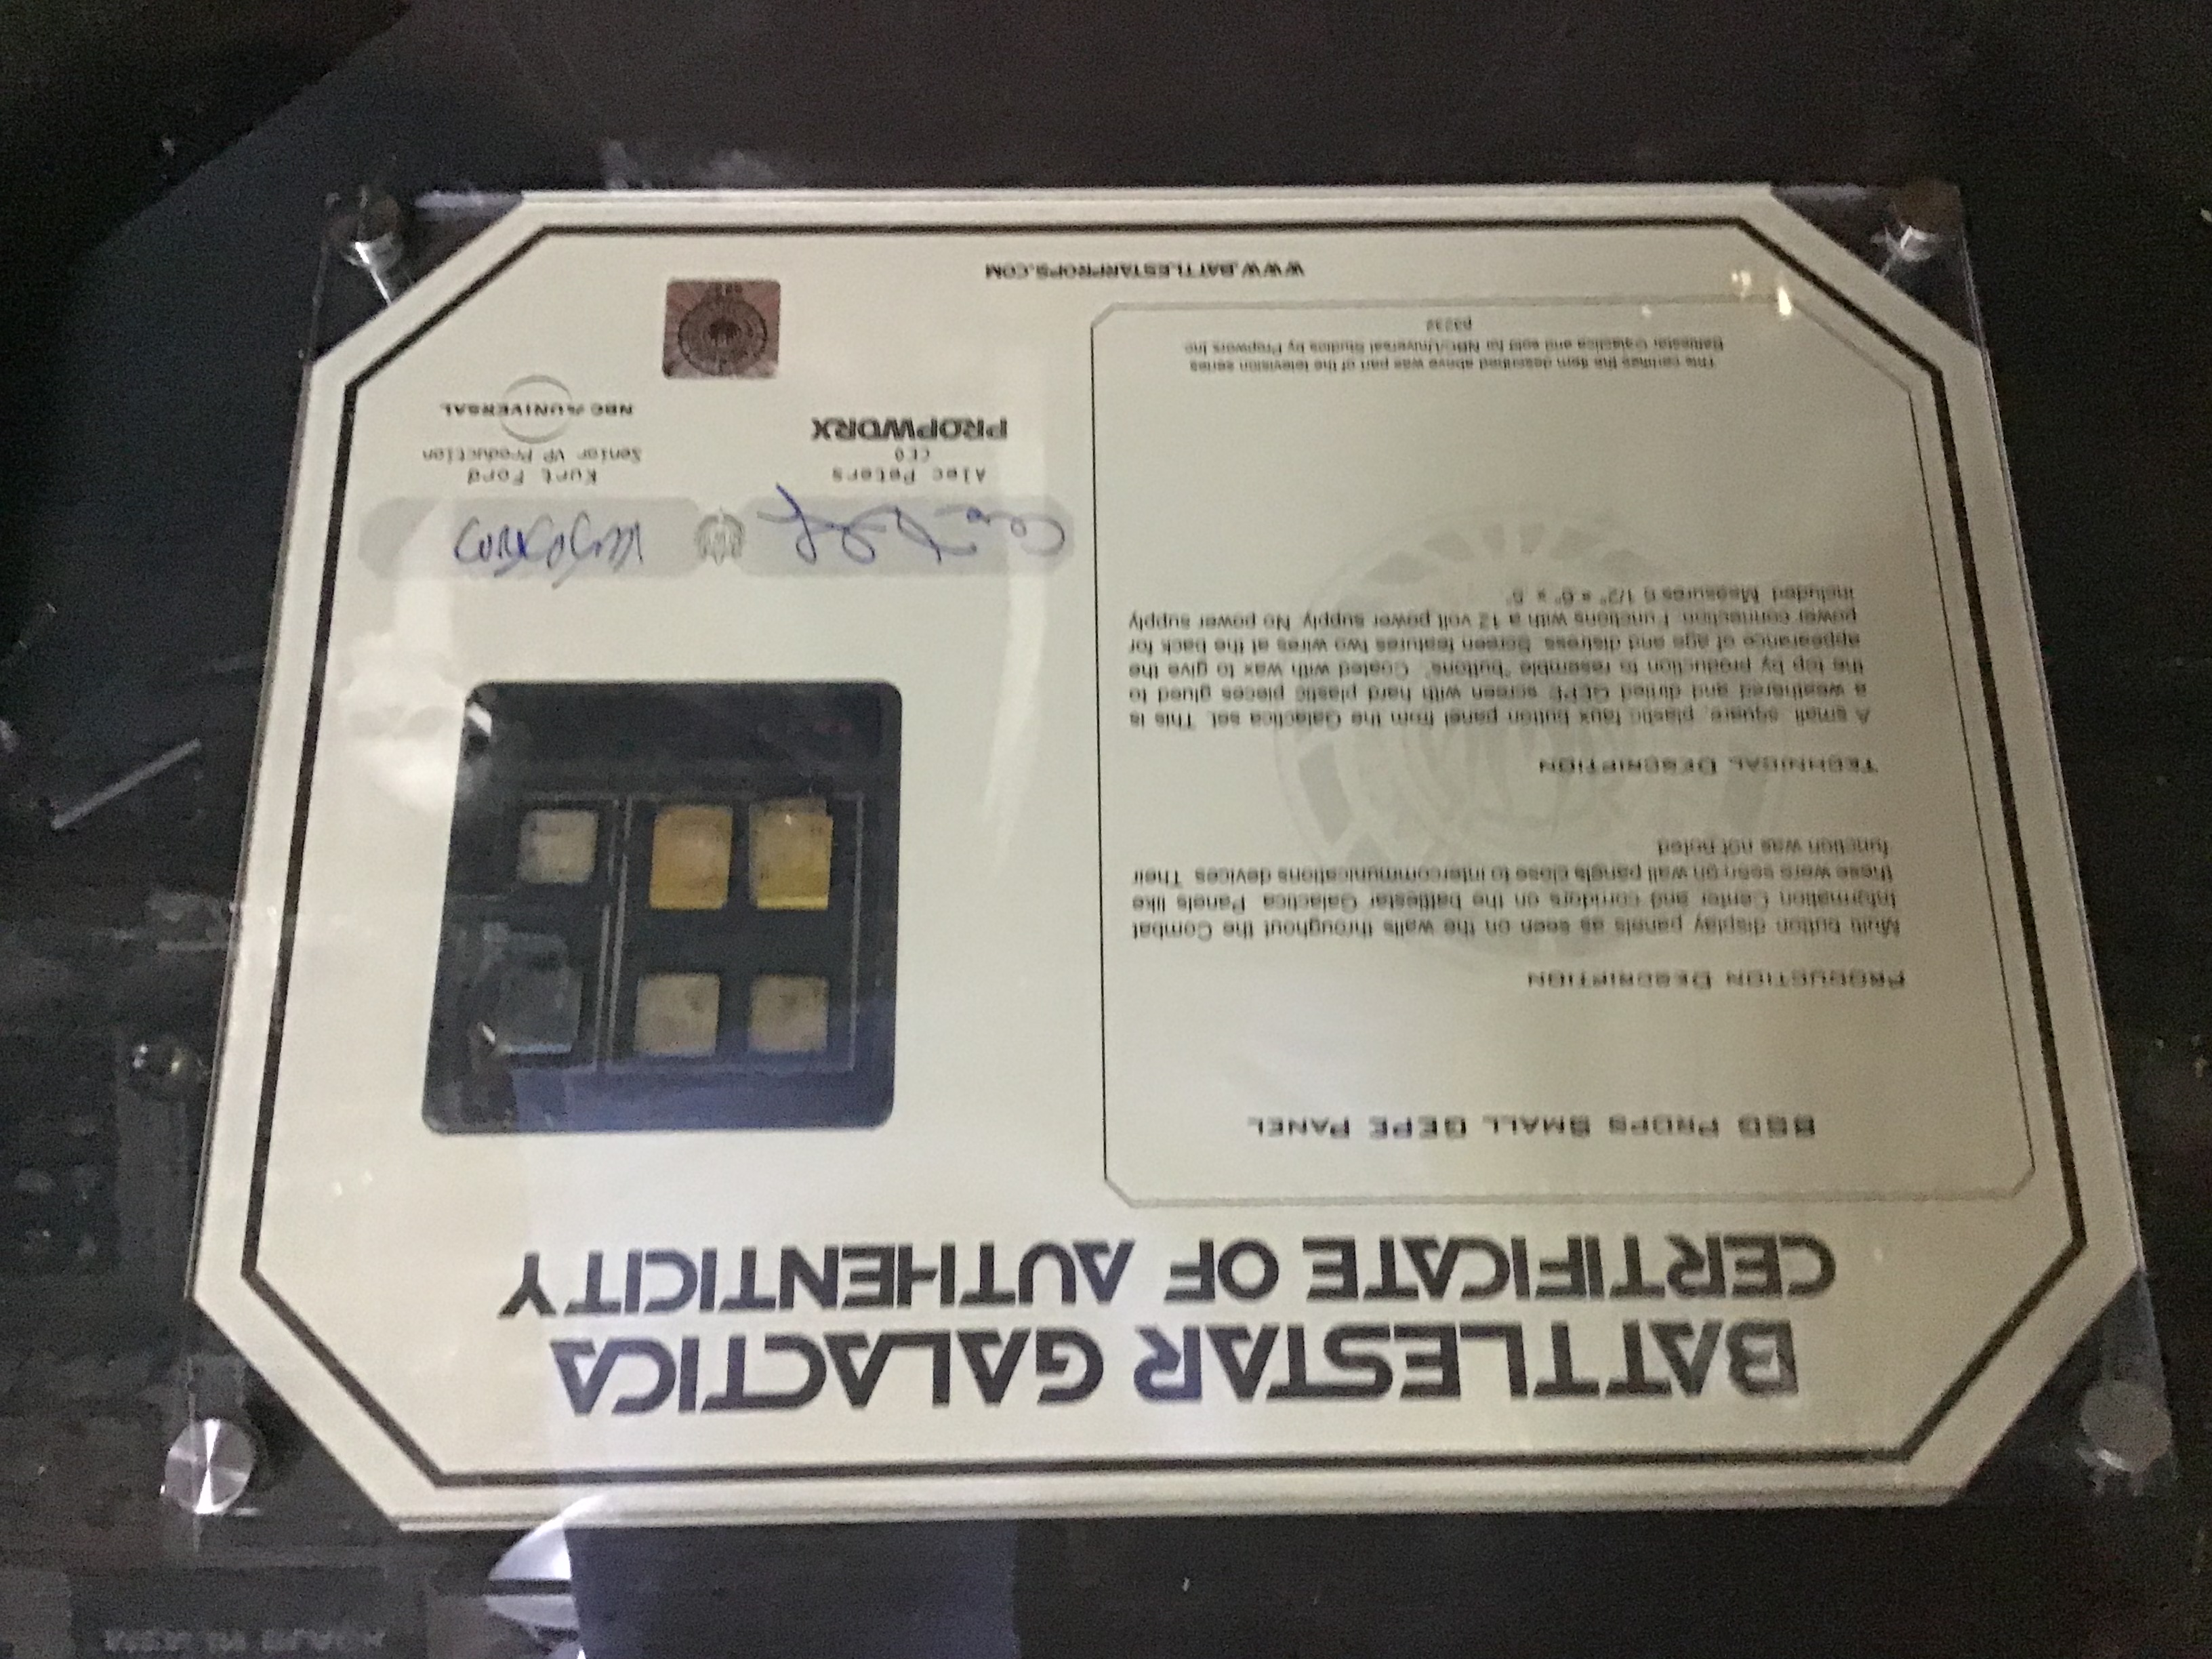 BATTLESTAR GALACTICA
CERTIFICATE OF AUTHENTICITY
BSG PROPS SMALL GEPE PANEL
PRODUCTION DESCRIPTION
Multi button display panels as seen on the walls throughout the Combat
Information Center and corridors on the battlestar Galactica. Panels like
these were seen on wall panels close to intercommunications devices. Their
function was not noted
TECHNICAL DESCRIPTION
A small, square, plastic faux button panel from the Galactica set. This is
a weathered and dirtied GEPE screen with hard plastic pieces glued to
the top by production to resemble "buttons". Coated with wax to give the
appearance of age and distress. Screen features two wires at the back for
power connection. Functions with a 12 volt power supply. No power supply
included. Measures
This certifies the item described above was part of the television series
Battlestar Galactica and sold for NBC/Universal Studios by Propworx Inc
p3232
WWW.BATTLESTARPROPS.COM
Alec Peters
CEO
PROPWORX
Kurt Ford
Senior VP Production
NBC UNIVERSAL